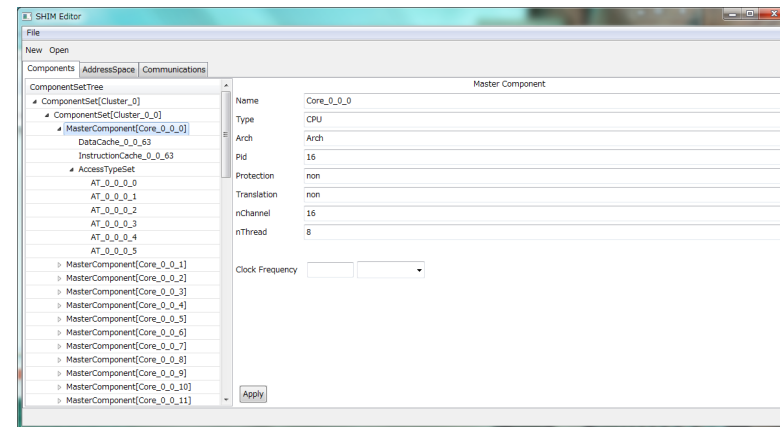 SHIM Editor
File
New Open
Components AddressSpace Communications
ComponentSetTree
ComponentSet[Cluster_0]
ComponentSet[Cluster_0_0]
MasterComponent[Core_0_0_0]
DataCache_0_0_63
InstructionCache_0_0_63
AccessTypeSet
AT_0_0_0_0
AT_0_0_0_1
AT_0_0_0_2
AT_0_0_0_3
AT_0_0_0_4
AT_0_0_0_5
MasterComponent[Core_0_0_1]
MasterComponent[Core_0_0_2]
MasterComponent[Core_0_0_3]
MasterComponent[Core_0_0_4]
MasterComponent[Core_0_0_5]
MasterComponent[Core_0_0_6]
MasterComponent[Core_0_0_7]
MasterComponent[Core_0_0_8]
MasterComponent[Core_0_0_9]
MasterComponent[Core_0_0_10]
MasterComponent[Core_0_0_11]
Master Component
Name Core_0_0_0
Type CPU
Arch Arch
Pid 16
Protection non
Translation non
nChannel 16
nThread 8
Clock Frequency
Apply